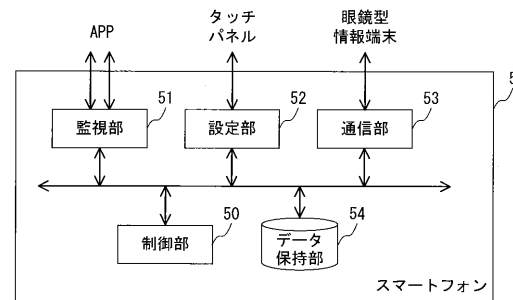 APP
タッチ
パネル
眼鏡型
情報端末
5
51
52
53
監視部
設定部
通信部
50
54
制御部
データ
保持部
スマートフォン